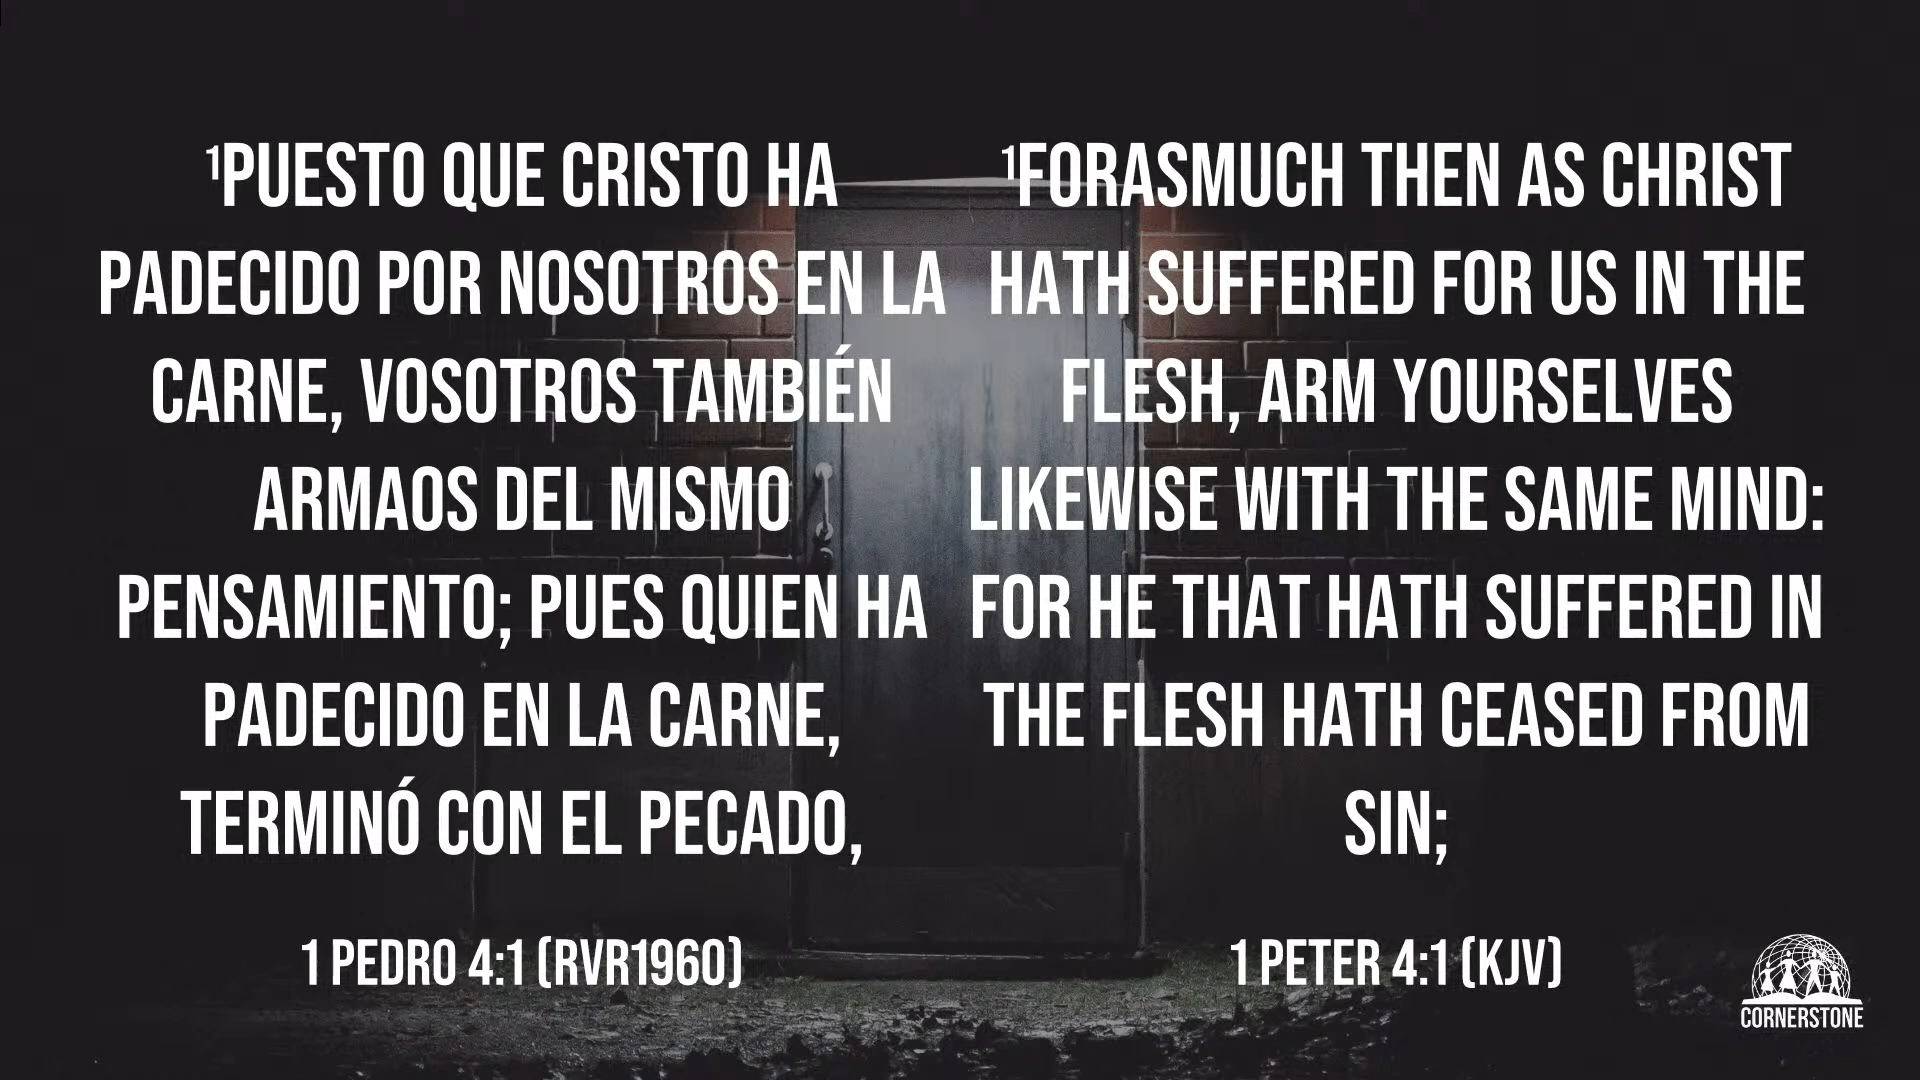 ¹PUESTO QUE CRISTO HA
PADECIDO POR NOSOTROS EN LA
CARNE, VOSOTROS TAMBIÉN
ARMAOS DEL MISMO
PENSAMIENTO; PUES QUIEN HA
PADECIDO EN LA CARNE,
TERMINÓ CON EL PECADO,
1 PEDRO 4:1 (RVR1960)
¹FORASMUCH THEN AS CHRIST
HATH SUFFERED FOR US IN THE
FLESH, ARM YOURSELVES
LIKEWISE WITH THE SAME MIND:
FOR HE THAT HATH SUFFERED IN
THE FLESH HATH CEASED FROM
SIN;
1 PETER 4:1 (KJV)
CORNERSTONE